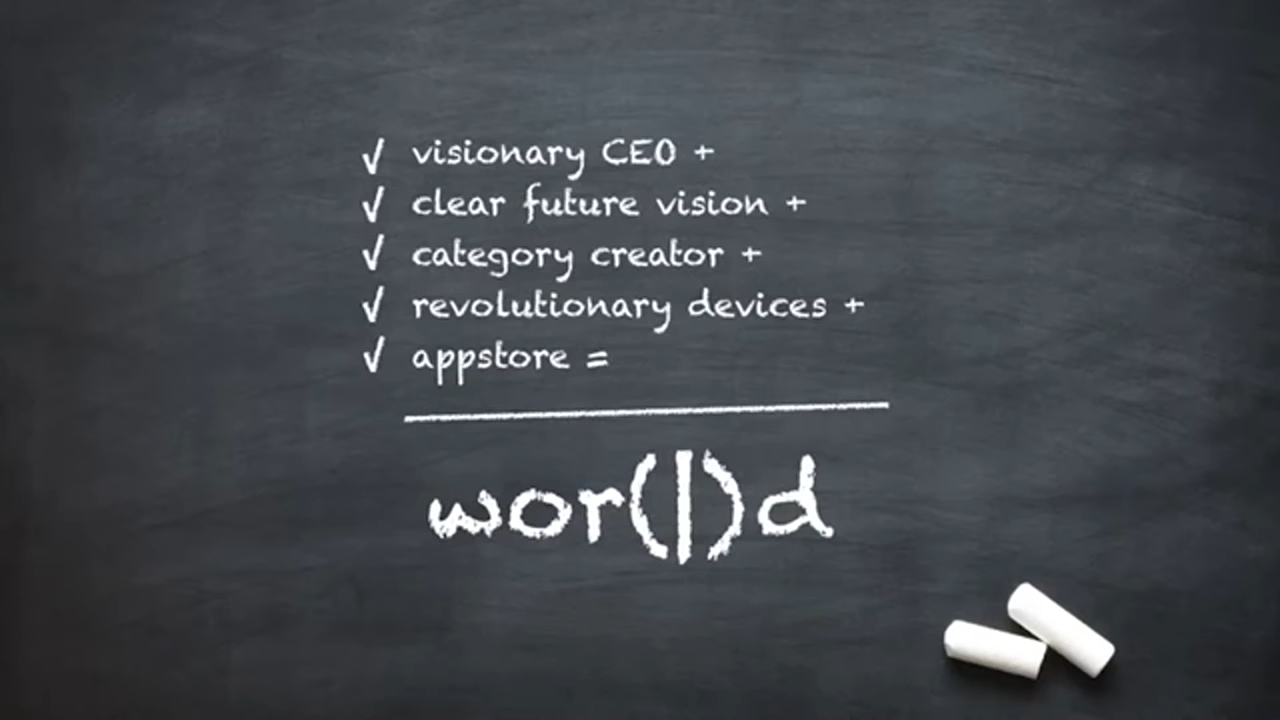 ✓ visionary CEO +
✓ clear future vision +
✓ category creator +
✓ revolutionary devices +
✓ appstore =
wor(|)d